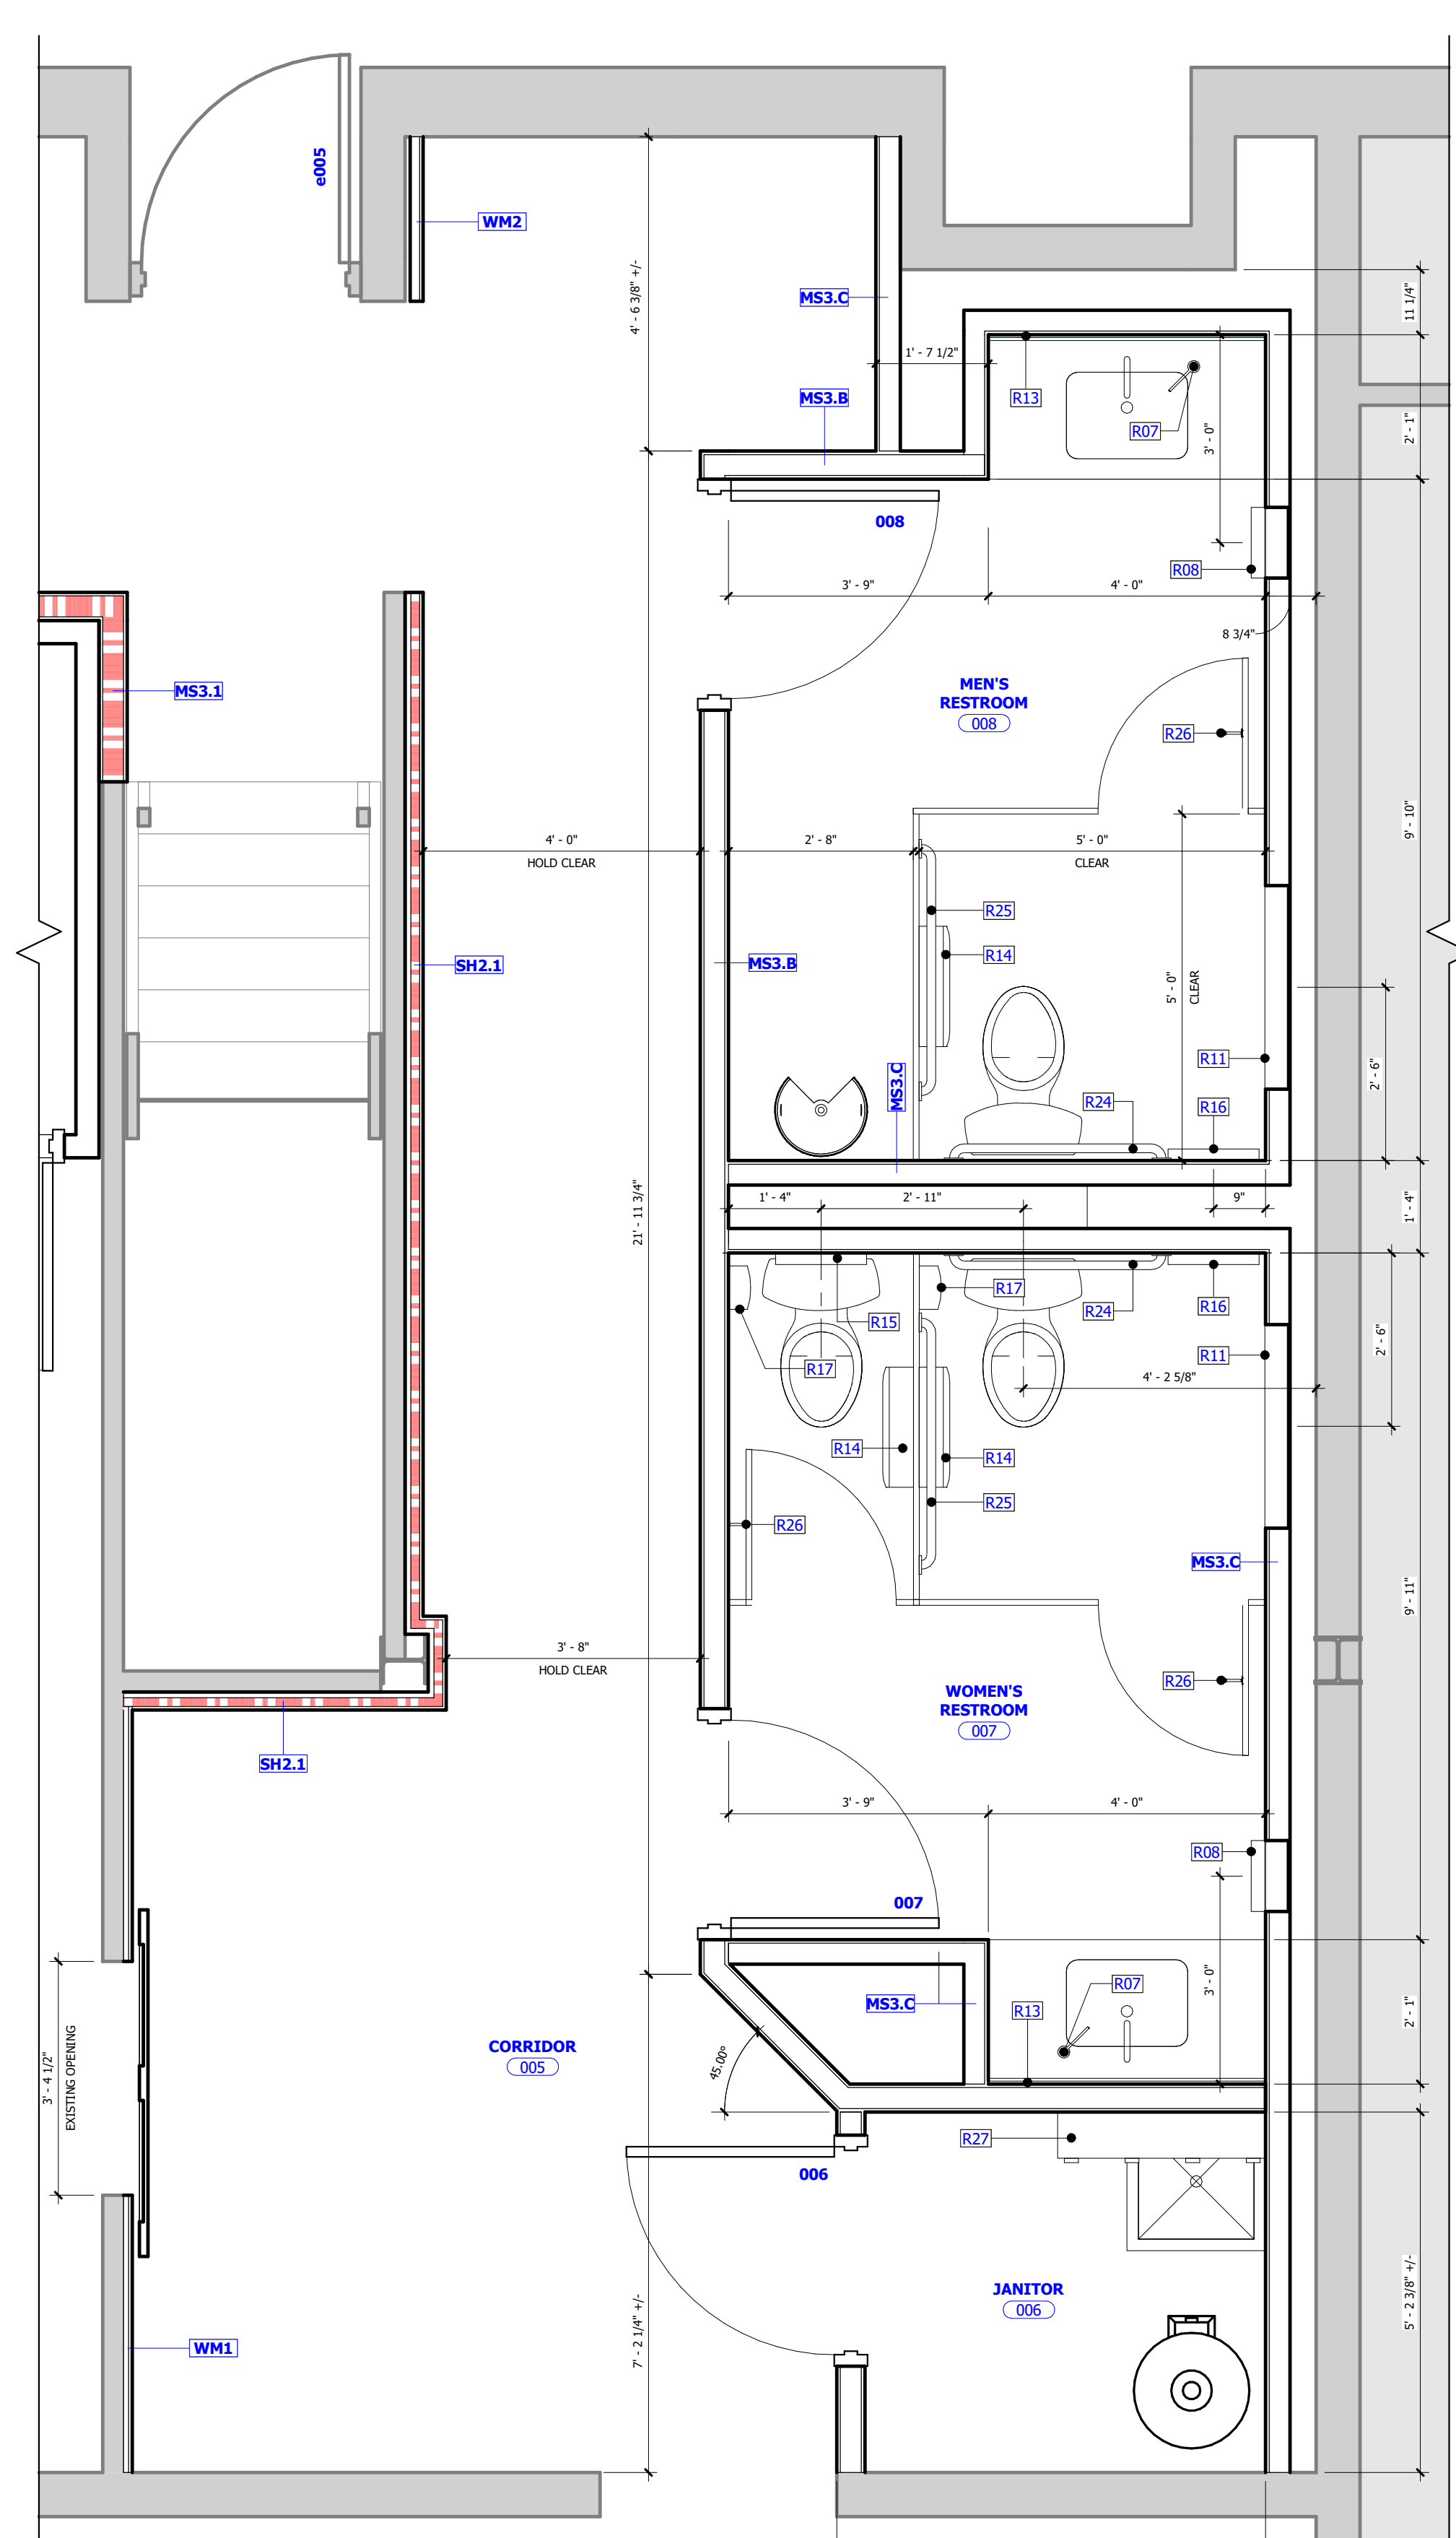 e005
WM2
4' - 6 3/8" +/-
MS3.C
11 1/4"
1' - 7 1/2"
MS3.B
R13
R07
3' - 0"
2' - 1"
008
R08
3' - 9"
4' - 0"
8 3/4"
MS3.1
MEN'S
RESTROOM
008
R26
4' - 0"
HOLD CLEAR
2' - 8"
5' - 0"
CLEAR
9' - 10"
R25
R14
SH2.1
MS3.B
5' - 0"
CLEAR
R11
2' - 6"
MS3.C
R24
R16
21' - 11 3/4"
1' - 4"
2' - 11"
9"
1' - 4"
R17
R15
R24
R16
R17
R11
2' - 6"
4' - 2 5/8"
R14
R14
R25
R26
MS3.C
9' - 11"
3' - 8"
HOLD CLEAR
R26
WOMEN'S
RESTROOM
007
SH2.1
3' - 9"
4' - 0"
R08
007
MS3.C
R13
R07
3' - 0"
2' - 1"
CORRIDOR
005
45.00°
3' - 4 1/2"
EXISTING OPENING
R27
006
JANITOR
006
WM1
7' - 2 1/4" +/-
5' - 2 3/8" +/-